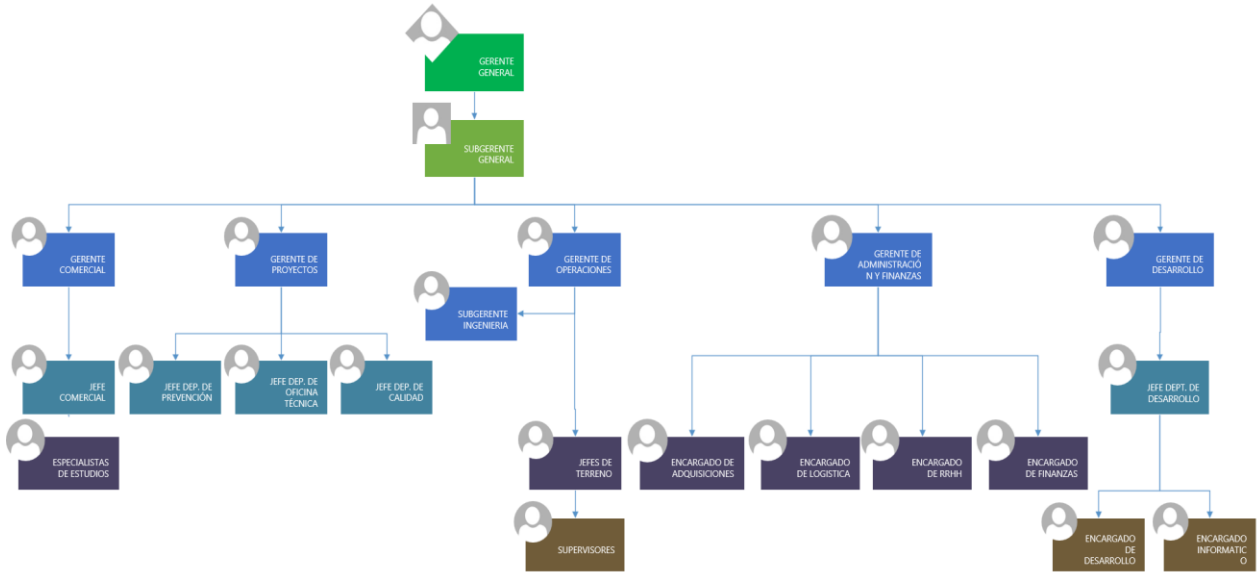 GERENTE
GENERAL
SUBGERENTE
GENERAL
GERENTE
COMERCIAL
GERENTE DE
PROYECTOS
GERENTE DE
OPERACIONES
GERENTE DE
ADMINISTRACIÓ
N Y FINANZAS
GERENTE DE
DESARROLLO
SUBGERENTE
INGENIERIA
JEFE
COMERCIAL
JEFE DEP. DE
PREVENCIÓN
JEFE DEP. DE
OFICINA
TÉCNICA
JEFE DEP. DE
CALIDAD
JEFE DEPT. DE
DESARROLLO
ESPECIALISTAS
DE ESTUDIOS
JEFES DE
TERRENO
ENCARGADO DE
ADQUISICIONES
ENCARGADO
DE LOGISTICA
ENCARGADO
DE RRHH
ENCARGADO
DE FINANZAS
SUPERVISORES
ENCARGADO
DE
DESARROLLO
ENCARGADO
INFORMATIC
O